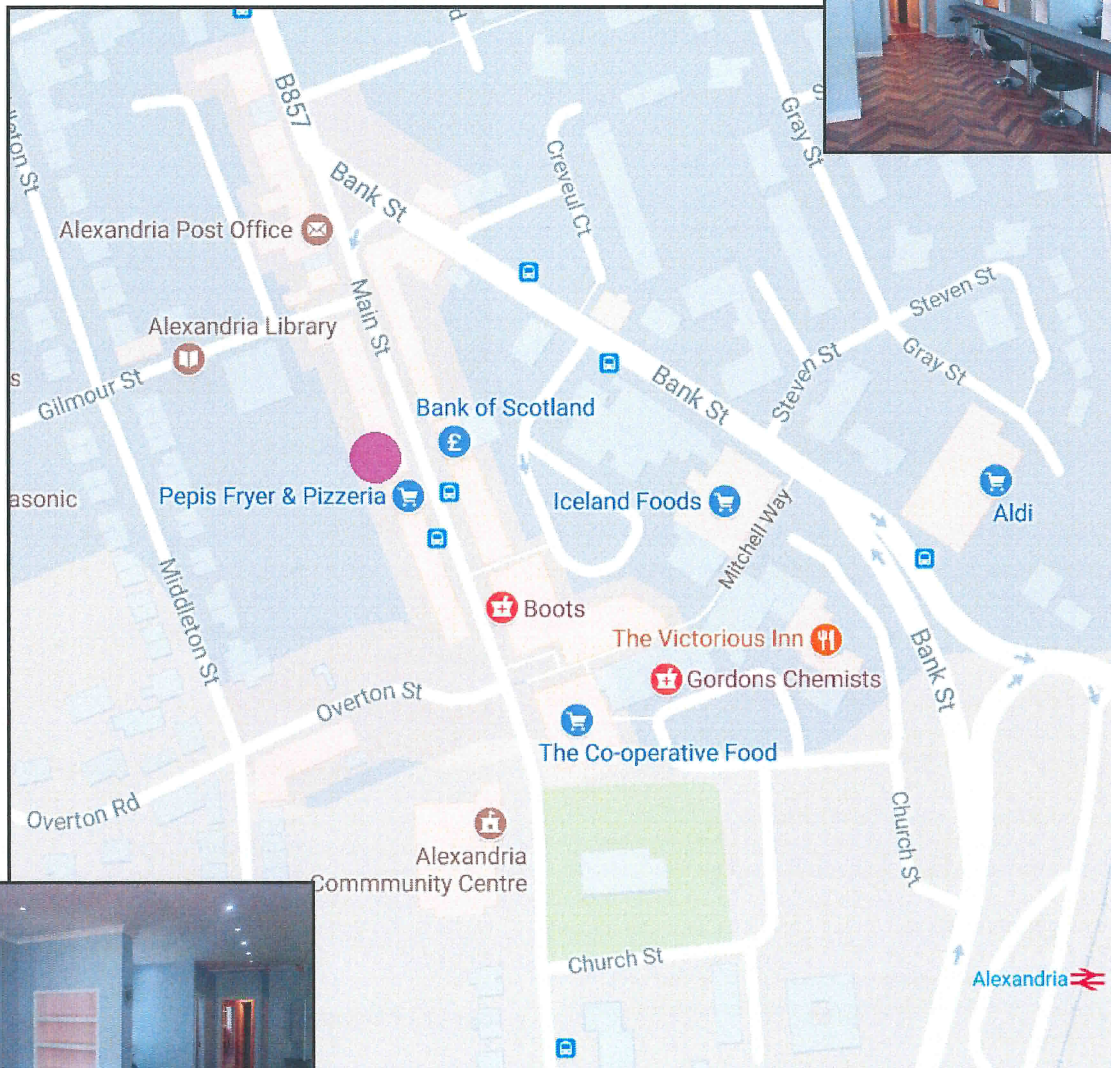 B857
Gray St
Bank St
Creveul Ct
Alexandria Post Office
Main St
Steven St
Alexandria Library
Gilmour St
Steven St
Gray St
Bank St
Bank of Scotland
£
Pepis Fryer & Pizzeria
Iceland Foods
Aldi
asonic
Mitchell Way
Middleton St
Boots
The Victorious Inn
Gordons Chemists
Bank St
Overton St
The Co-operative Food
Overton Rd
Church St
Alexandria
Commmunity Centre
Church St
Alexandria